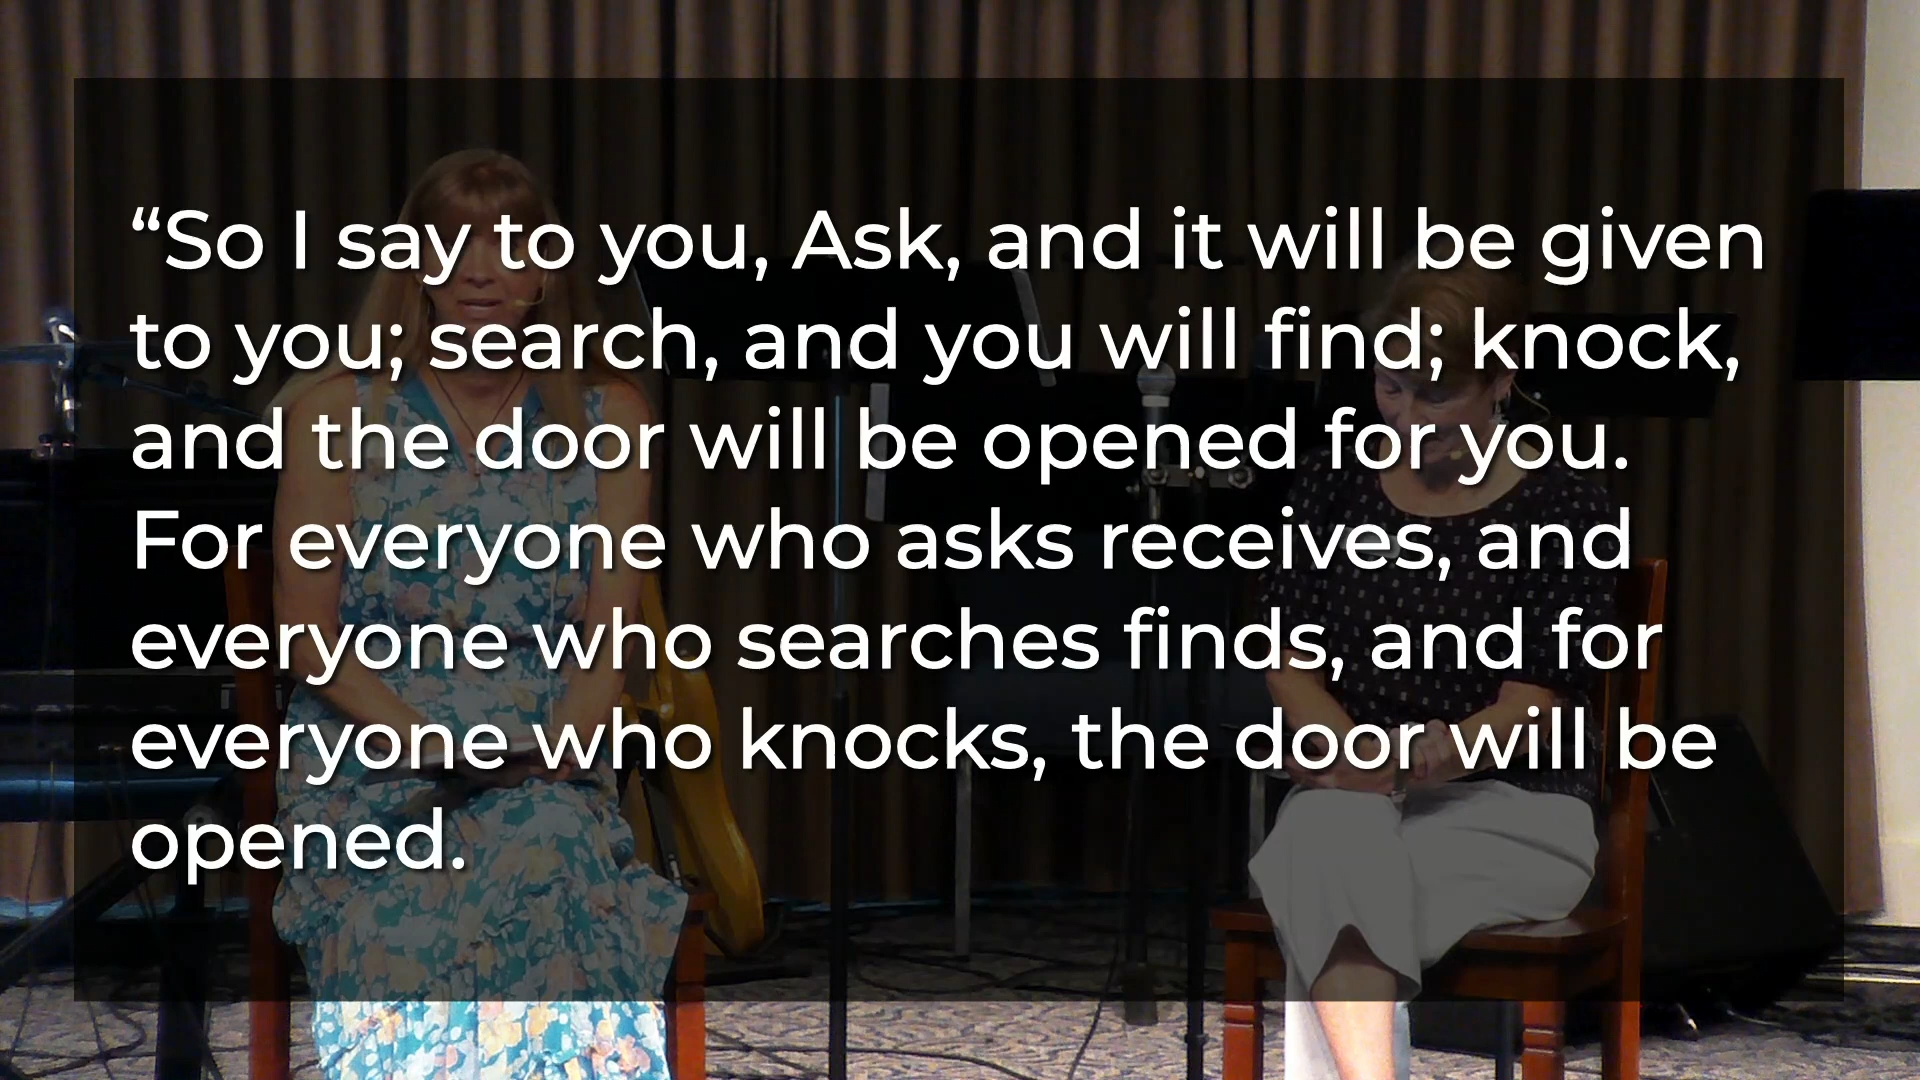 “So I say to you, Ask, and it will be given
to you; search, and you will find; knock,
and the door will be opened for you.
For everyone who asks receives, and
everyone who searches finds, and for
everyone who knocks, the door will be
opened.